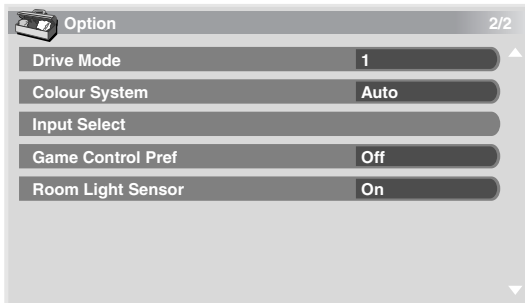 Option 2/2
Drive Mode 1
Colour System Auto
Input Select
Game Control Pref Off
Room Light Sensor On